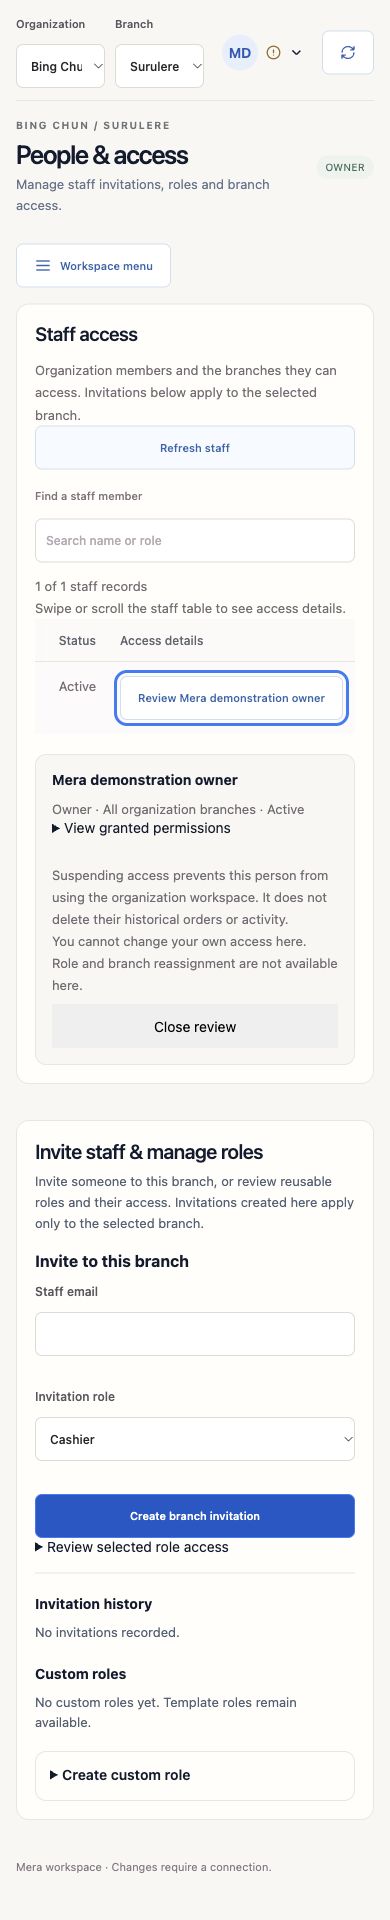 Organization
Branch
Bing Chu
Surulere
MD
BING CHUN / SURULERE
People & access
Manage staff invitations, roles and branch
access.
OWNER
Workspace menu
Staff access
Organization members and the branches they can
access. Invitations below apply to the selected
branch.
Refresh staff
Find a staff member
Search name or role
1 of 1 staff records
Swipe or scroll the staff table to see access details.
Status
Access details
Active
Review Mera demonstration owner
Mera demonstration owner
Owner · All organization branches · Active
View granted permissions
Suspending access prevents this person from
using the organization workspace. It does not
delete their historical orders or activity.
You cannot change your own access here.
Role and branch reassignment are not available
here.
Close review
Invite staff & manage roles
Invite someone to this branch, or review reusable
roles and their access. Invitations created here apply
only to the selected branch.
Invite to this branch
Staff email
Invitation role
Cashier
Create branch invitation
Review selected role access
Invitation history
No invitations recorded.
Custom roles
No custom roles yet. Template roles remain
available.
Create custom role
Mera workspace · Changes require a connection.